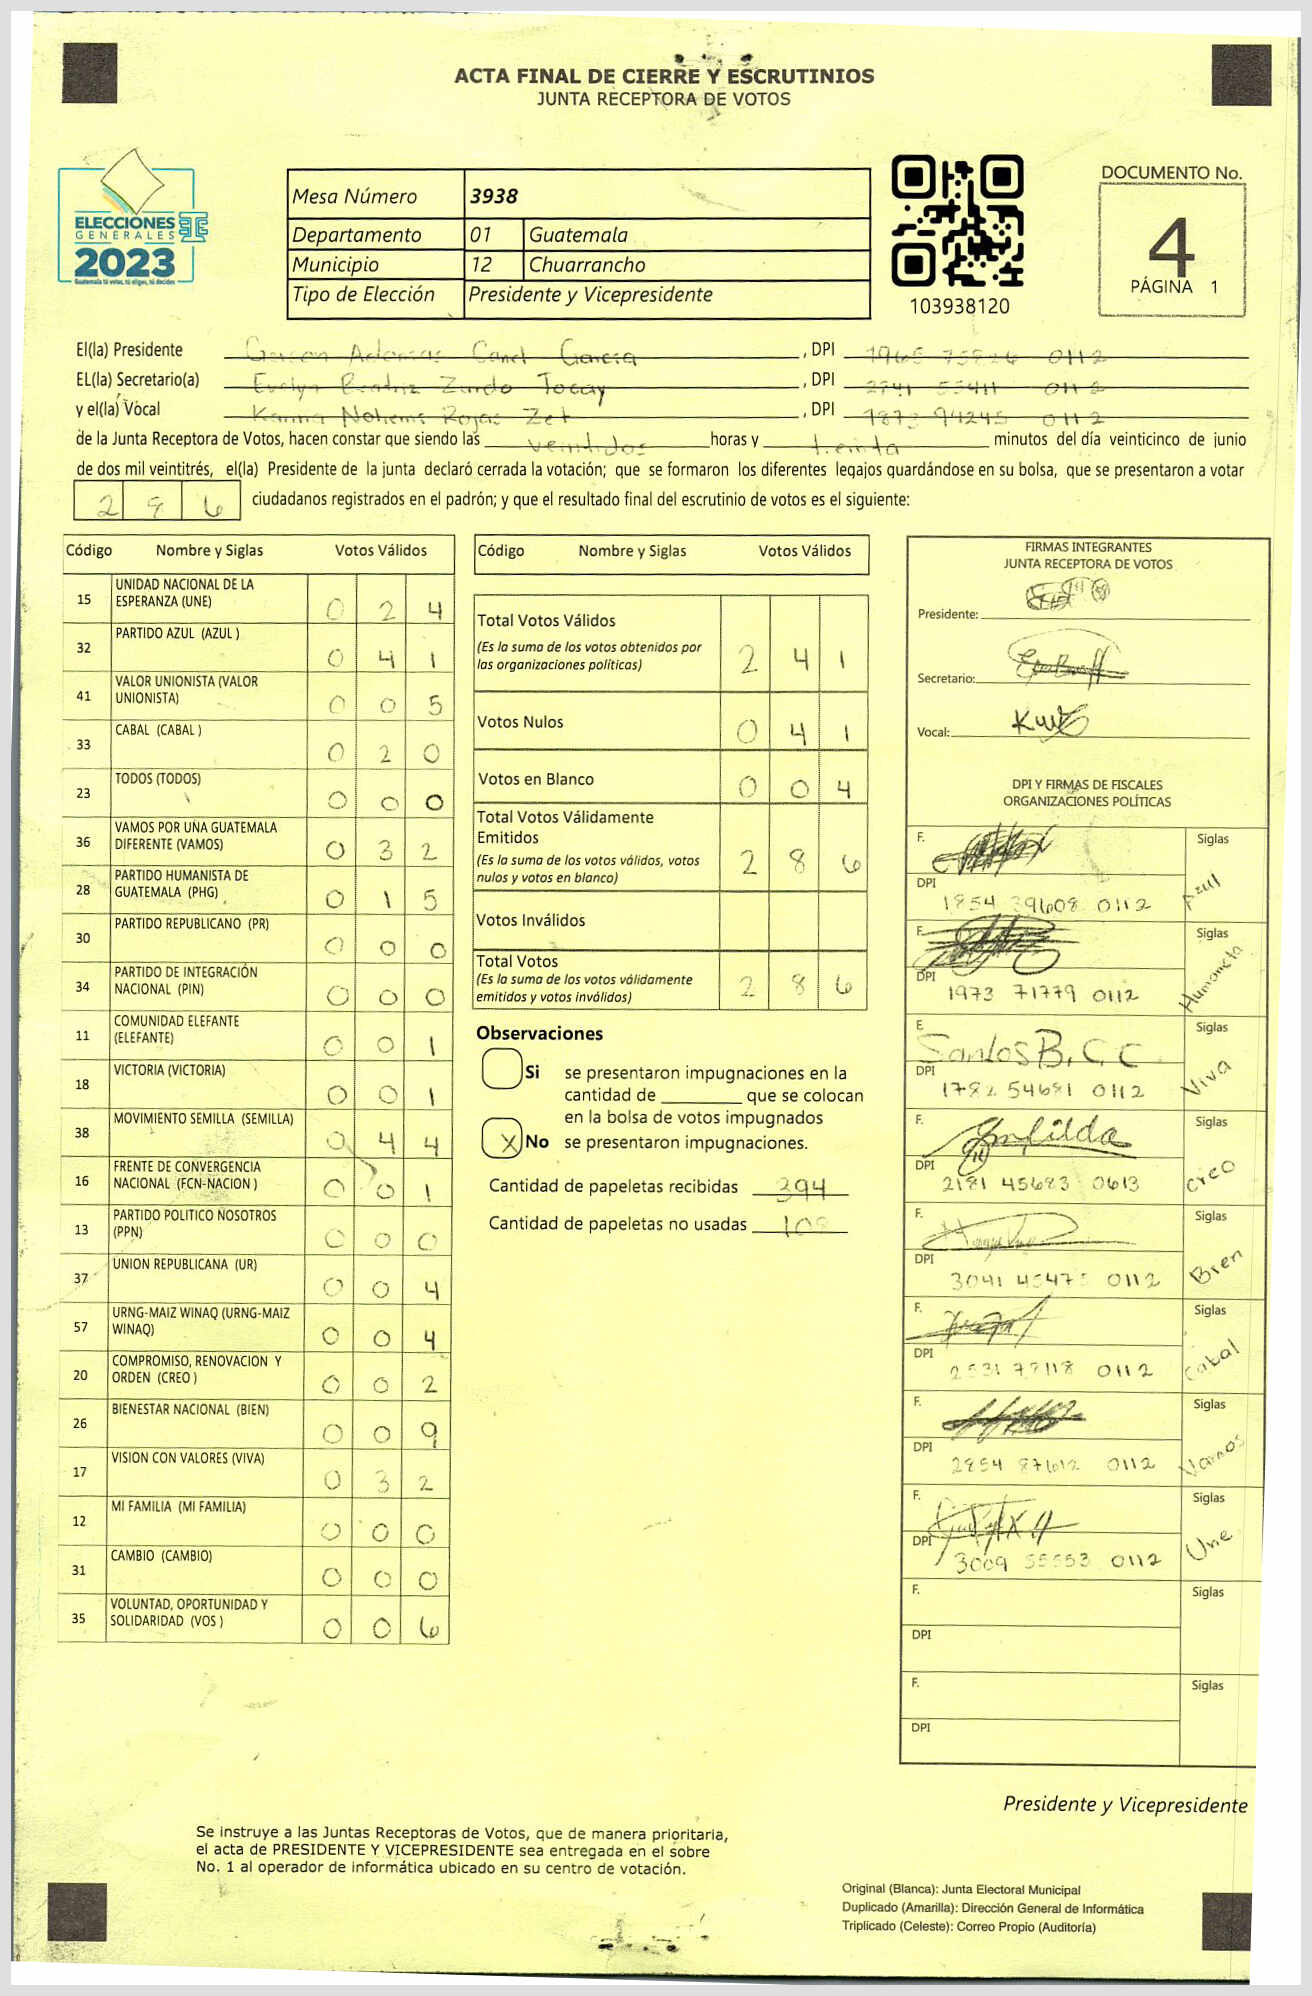 ACTA FINAL DE CIERRE Y ESCRUTINIOS
JUNTA RECEPTORA DE VOTOS
ELECCIONES
GENERALES
2023
Guatemala tú votas, tú eliges, tú decides
Mesa Número 3938
Departamento 01 Guatemala
Municipio 12 Chuarrancho
Tipo de Elección Presidente y Vicepresidente
103938120
DOCUMENTO No.
4
PÁGINA 1
El(la) Presidente Canel Garcia , DPI 0112
EL(la) Secretario(a) Evelyn Beatriz Zurdo Tocay , DPI 0112
y el(la) Vocal Karina Nohemi Rojas Zet , DPI 1873 94245 0112
de la Junta Receptora de Votos, hacen constar que siendo las veintidos horas y treinta minutos del día veinticinco de junio
de dos mil veintitrés, el(la) Presidente de la junta declaró cerrada la votación; que se formaron los diferentes legajos guardándose en su bolsa, que se presentaron a votar
2 6 ciudadanos registrados en el padrón; y que el resultado final del escrutinio de votos es el siguiente:
Código Nombre y Siglas Votos Válidos
15 UNIDAD NACIONAL DE LA ESPERANZA (UNE) 0 2 4
32 PARTIDO AZUL (AZUL ) 0 4 1
41 VALOR UNIONISTA (VALOR UNIONISTA) 0 0 5
33 CABAL (CABAL ) 0 2 0
23 TODOS (TODOS) 0 0 0
36 VAMOS POR UNA GUATEMALA DIFERENTE (VAMOS) 0 3 2
28 PARTIDO HUMANISTA DE GUATEMALA (PHG) 0 1 5
30 PARTIDO REPUBLICANO (PR) 0 0 0
34 PARTIDO DE INTEGRACIÓN NACIONAL (PIN) 0 0 0
11 COMUNIDAD ELEFANTE (ELEFANTE) 0 0 1
18 VICTORIA (VICTORIA) 0 0 1
38 MOVIMIENTO SEMILLA (SEMILLA) 0 4 4
16 FRENTE DE CONVERGENCIA NACIONAL (FCN-NACION ) 0 0 1
13 PARTIDO POLITICO NOSOTROS (PPN) 0 0 0
37 UNION REPUBLICANA (UR) 0 0 4
57 URNG-MAIZ WINAQ (URNG-MAIZ WINAQ) 0 0 4
20 COMPROMISO, RENOVACION Y ORDEN (CREO ) 0 0 2
26 BIENESTAR NACIONAL (BIEN) 0 0 9
17 VISION CON VALORES (VIVA) 0 3 2
12 MI FAMILIA (MI FAMILIA) 0 0 0
31 CAMBIO (CAMBIO) 0 0 0
35 VOLUNTAD, OPORTUNIDAD Y SOLIDARIDAD (VOS ) 0 0 6
Código Nombre y Siglas Votos Válidos
Total Votos Válidos 2 4 1
(Es la suma de los votos obtenidos por
las organizaciones políticas)
Votos Nulos 0 4 1
Votos en Blanco 0 0 4
Total Votos Válidamente
Emitidos 2 8 6
(Es la suma de los votos válidos, votos
nulos y votos en blanco)
Votos Inválidos
Total Votos 2 8 6
(Es la suma de los votos válidamente
emitidos y votos inválidos)
Observaciones
Si se presentaron impugnaciones en la
cantidad de ________ que se colocan
en la bolsa de votos impugnados
X No se presentaron impugnaciones.
Cantidad de papeletas recibidas 394
Cantidad de papeletas no usadas 108
FIRMAS INTEGRANTES
JUNTA RECEPTORA DE VOTOS
Presidente:
Secretario:
Vocal:
DPI Y FIRMAS DE FISCALES
ORGANIZACIONES POLÍTICAS
F. Siglas Azul
DPI 1854 39608 0112
F. Siglas Humanista
DPI 1973 71779 0112
F. Santos B. C. C Siglas Viva
DPI 1782 54681 0112
F. Siglas Creo
DPI 2181 45683 0613
F. Siglas Bien
DPI 3041 45475 0112
F. Siglas Cabal
DPI 2531 79118 0112
F. Siglas Vamos
DPI 2854 87612 0112
F. Siglas Une
DPI 3009 55553 0112
F. Siglas
DPI
F. Siglas
DPI
Presidente y Vicepresidente
Se instruye a las Juntas Receptoras de Votos, que de manera prioritaria,
el acta de PRESIDENTE Y VICEPRESIDENTE sea entregada en el sobre
No. 1 al operador de informática ubicado en su centro de votación.
Original (Blanca): Junta Electoral Municipal
Duplicado (Amarilla): Dirección General de Informática
Triplicado (Celeste): Correo Propio (Auditoría)